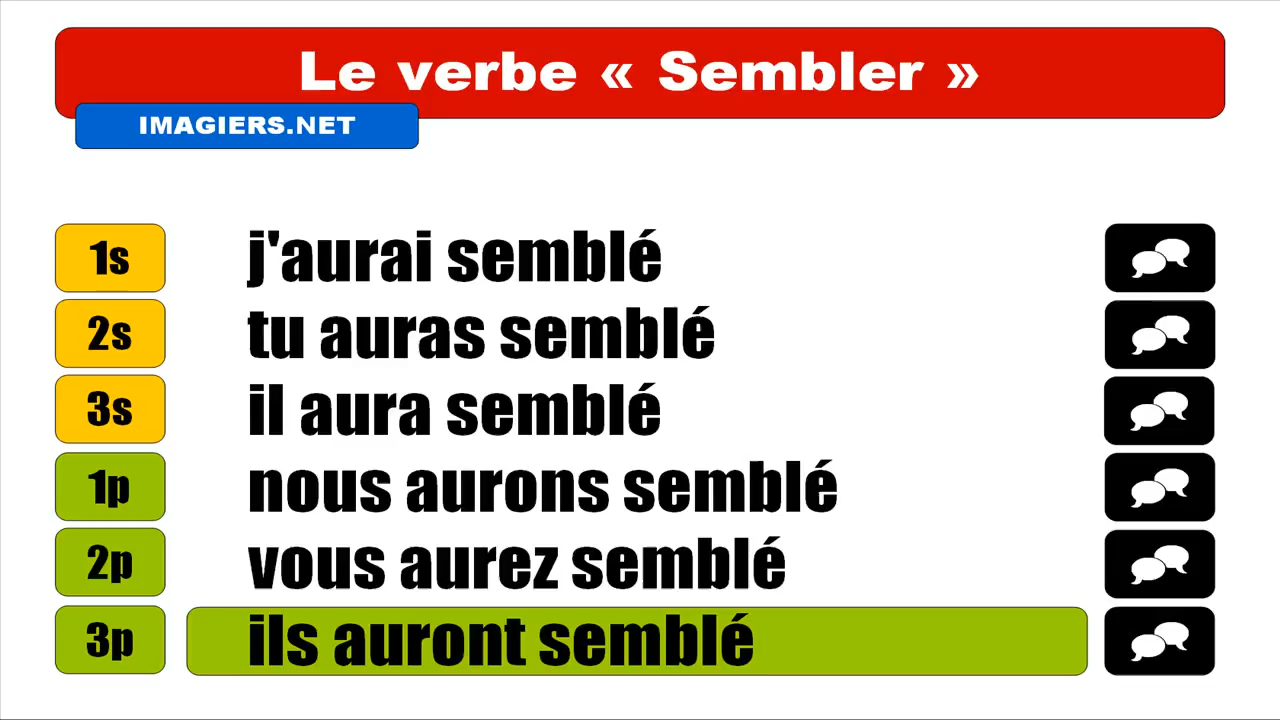 Le verbe « Sembler »
IMAGIERS.NET
1s j'aurai semblé
2s tu auras semblé
3s il aura semblé
1p nous aurons semblé
2p vous aurez semblé
3p ils auront semblé